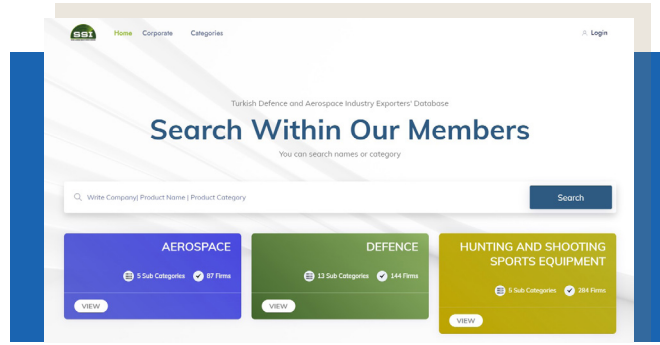 SSI
Home Corporate Categories Login
Turkish Defence and Aerospace Industry Exporters' Database
Search Within Our Members
You can search names or category
Write Company| Product Name | Product Category Search
AEROSPACE
5 Sub Categories 87 Firms
VIEW
DEFENCE
13 Sub Categories 144 Firms
VIEW
HUNTING AND SHOOTING
SPORTS EQUIPMENT
5 Sub Categories 284 Firms
VIEW